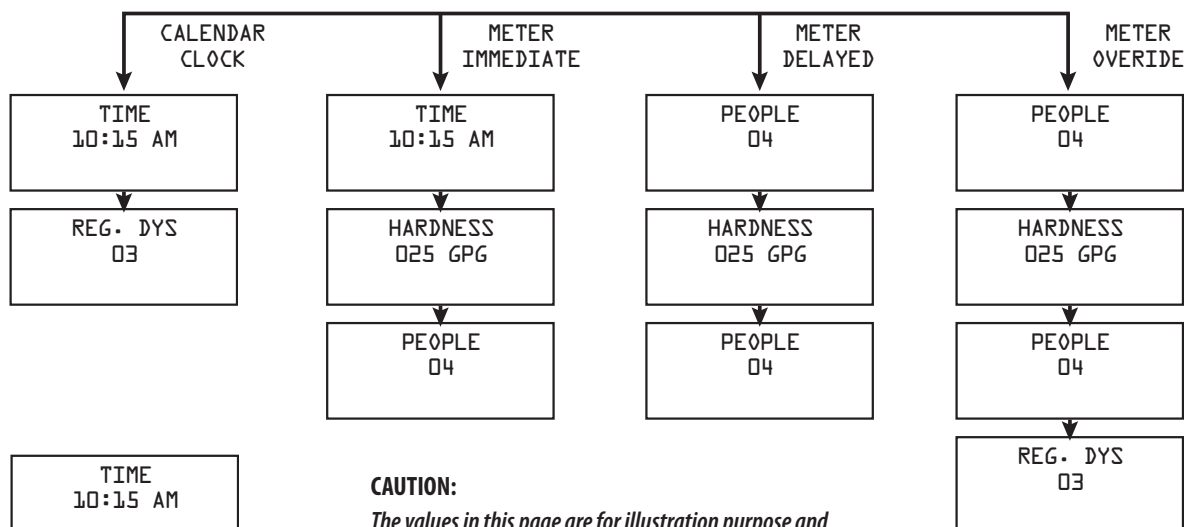 CALENDAR
CLOCK
METER
IMMEDIATE
METER
DELAYED
METER
OVERIDE
TIME
10:15 AM
TIME
10:15 AM
PEOPLE
04
PEOPLE
04
REG. DYS
03
HARDNESS
025 GPG
HARDNESS
025 GPG
HARDNESS
025 GPG
PEOPLE
04
PEOPLE
04
PEOPLE
04
REG. DYS
03
TIME
10:15 AM
CAUTION:
The values in this page are for illustration purpose and